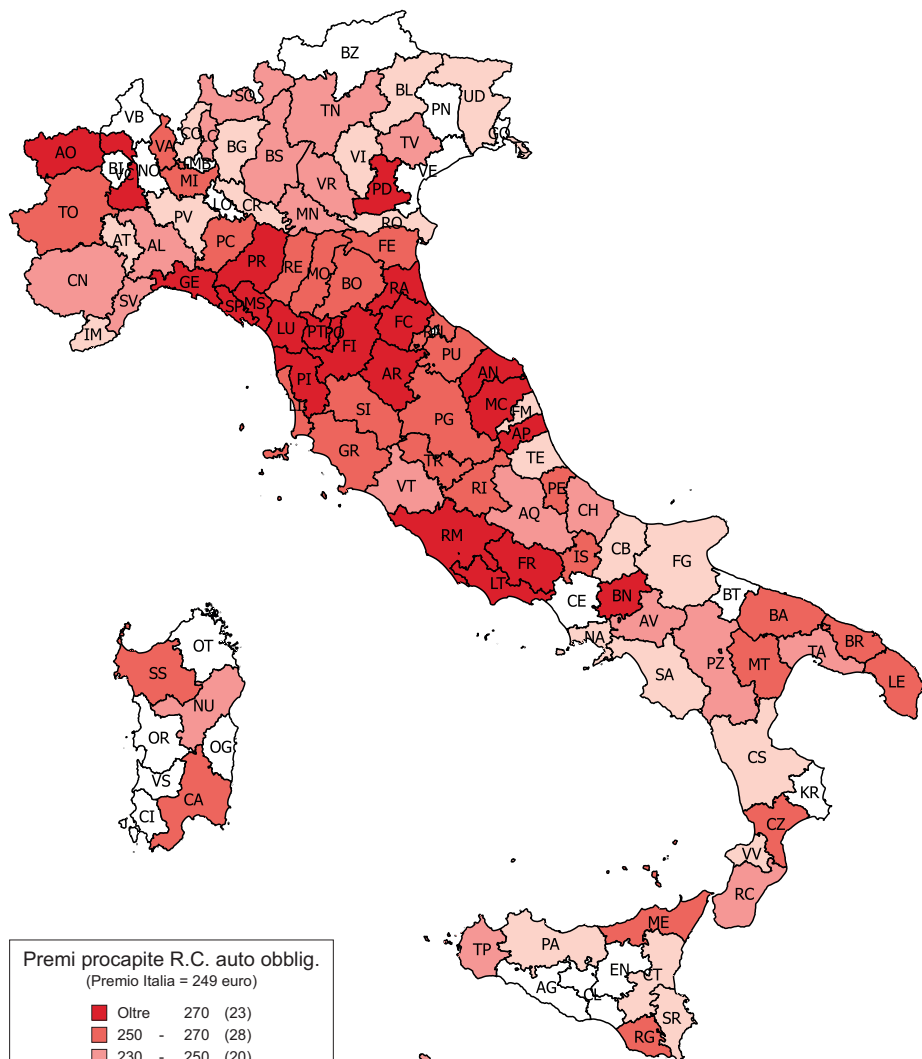 BZ
BL
UD
PN
SO
TN
VB
CO
LC
TV
GO
TS
AO
VA
BG
BS
VI
BI
VC
NO
MB
MI
VR
PD
VE
TO
LO
CR
MN
RO
PV
AT
AL
PC
FE
PR
RE
MO
BO
CN
GE
RA
SV
SP
MS
IM
LU
PT
PO
FI
FC
RN
PU
PI
AR
AN
MC
LI
SI
FM
PG
AP
GR
TR
TE
VT
RI
PE
AQ
CH
RM
IS
CB
FR
FG
LT
CE
BN
BT
BA
AV
NA
BR
OT
SS
SA
PZ
MT
TA
LE
NU
OR
OG
CS
VS
CA
KR
CI
CZ
VV
RC
ME
TP
PA
EN
CT
AG
CL
SR
RG
Premi procapite R.C. auto obblig.
(Premio Italia = 249 euro)
Oltre 270 (23)
250 - 270 (28)
230 - 250 (20)